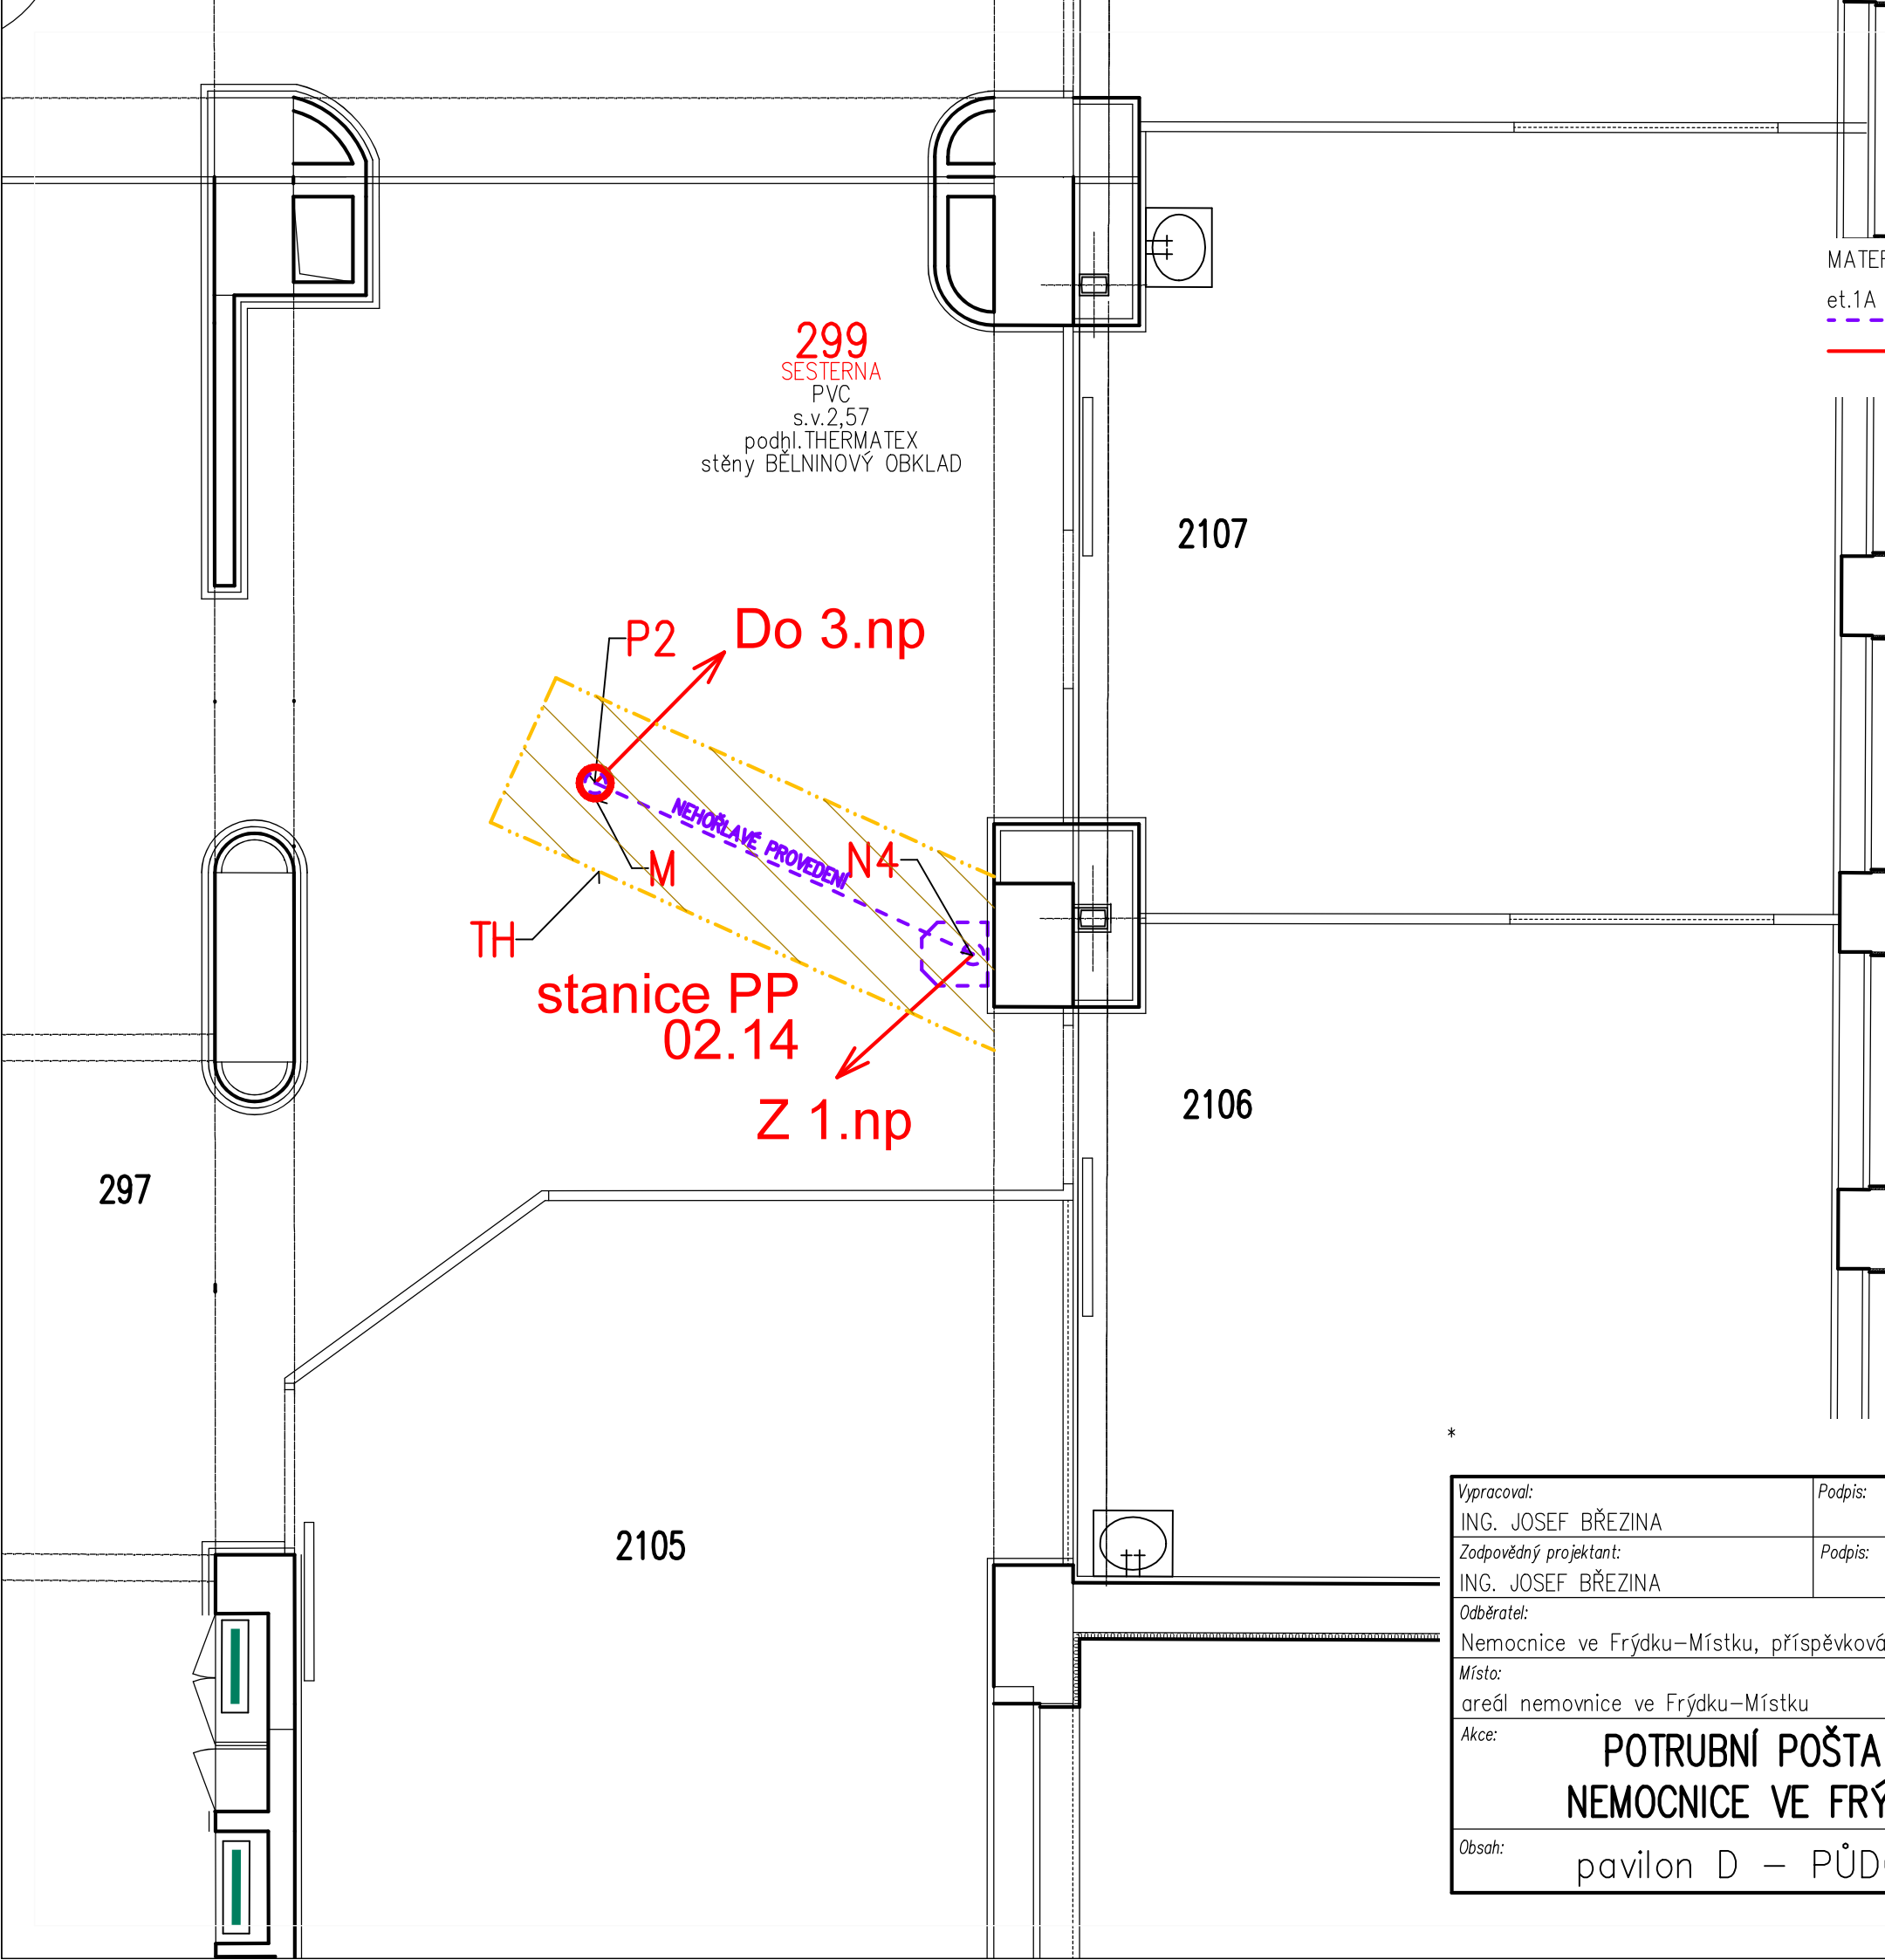 299
SESTERNA
PVC
s.v.2,57
podhl.THERMATEX
stěny BĚLNINOVÝ OBKLAD
et.1A
2107
P2
Do 3.np
NEHOŘLAVÉ PROVEDENÍ
M
N4
TH
stanice PP
02.14
Z 1.np
2106
297
2105
*
Vypracoval:
Podpis:
ING. JOSEF BŘEZINA
Zodpovědný projektant:
Podpis:
ING. JOSEF BŘEZINA
Odběratel:
Nemocnice ve Frýdku-Místku, příspěvková
Místo:
areál nemovnice ve Frýdku-Místku
Akce:
POTRUBNÍ POŠTA
NEMOCNICE VE
Obsah:
pavilon D -